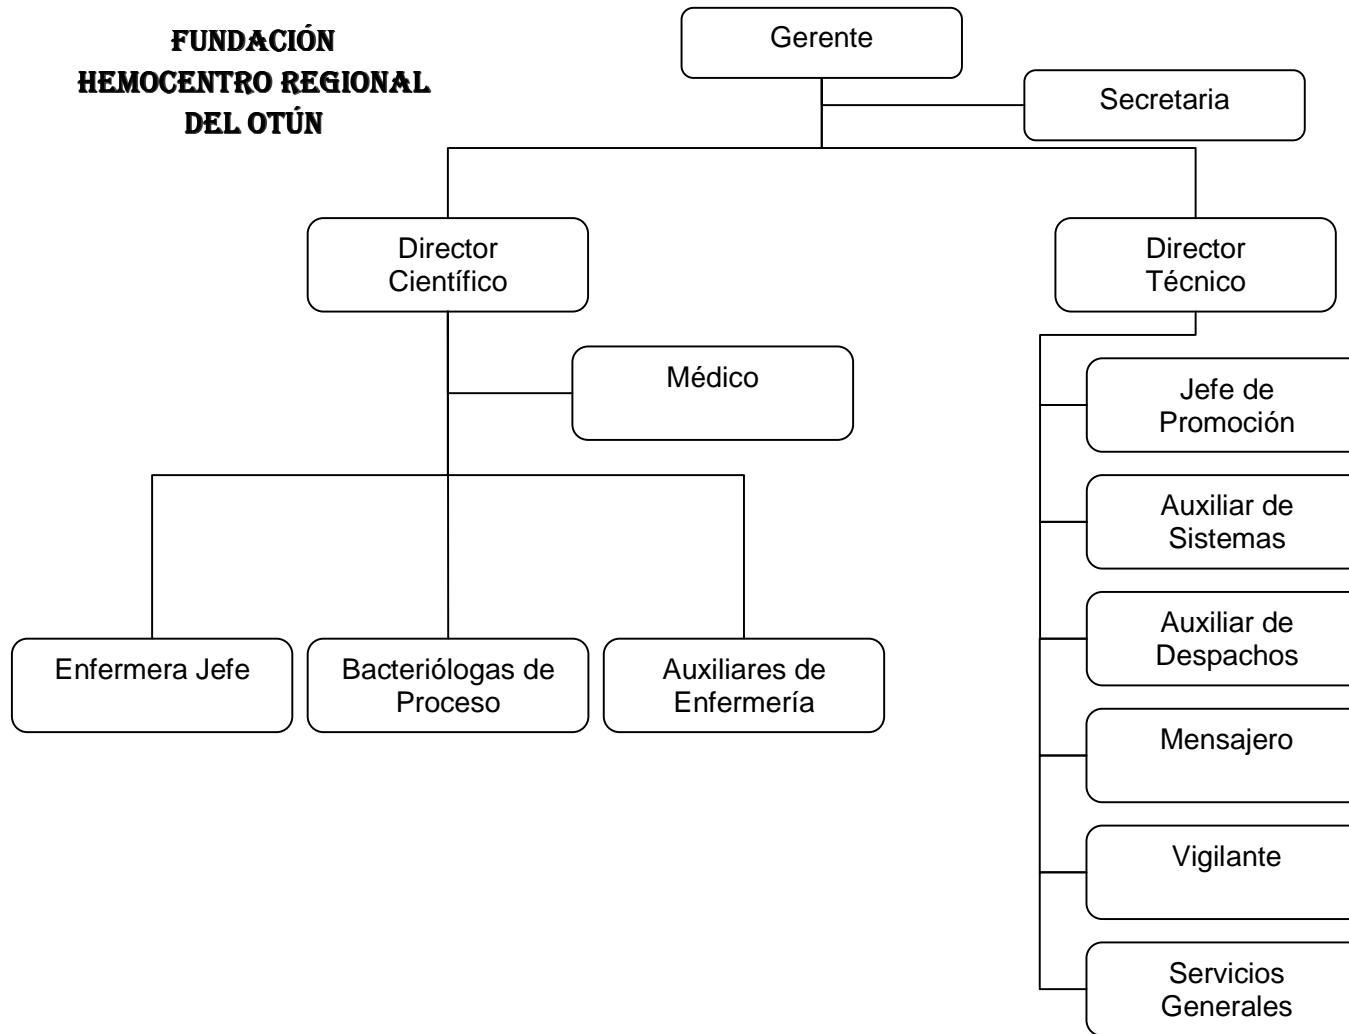 FUNDACIÓN
HEMOCENTRO REGIONAL
DEL OTÚN
Gerente
Secretaria
Director
Científico
Director
Técnico
Médico
Jefe de
Promoción
Auxiliar de
Sistemas
Auxiliar de
Despachos
Enfermera Jefe
Bacteriólogas de
Proceso
Auxiliares de
Enfermería
Mensajero
Vigilante
Servicios
Generales